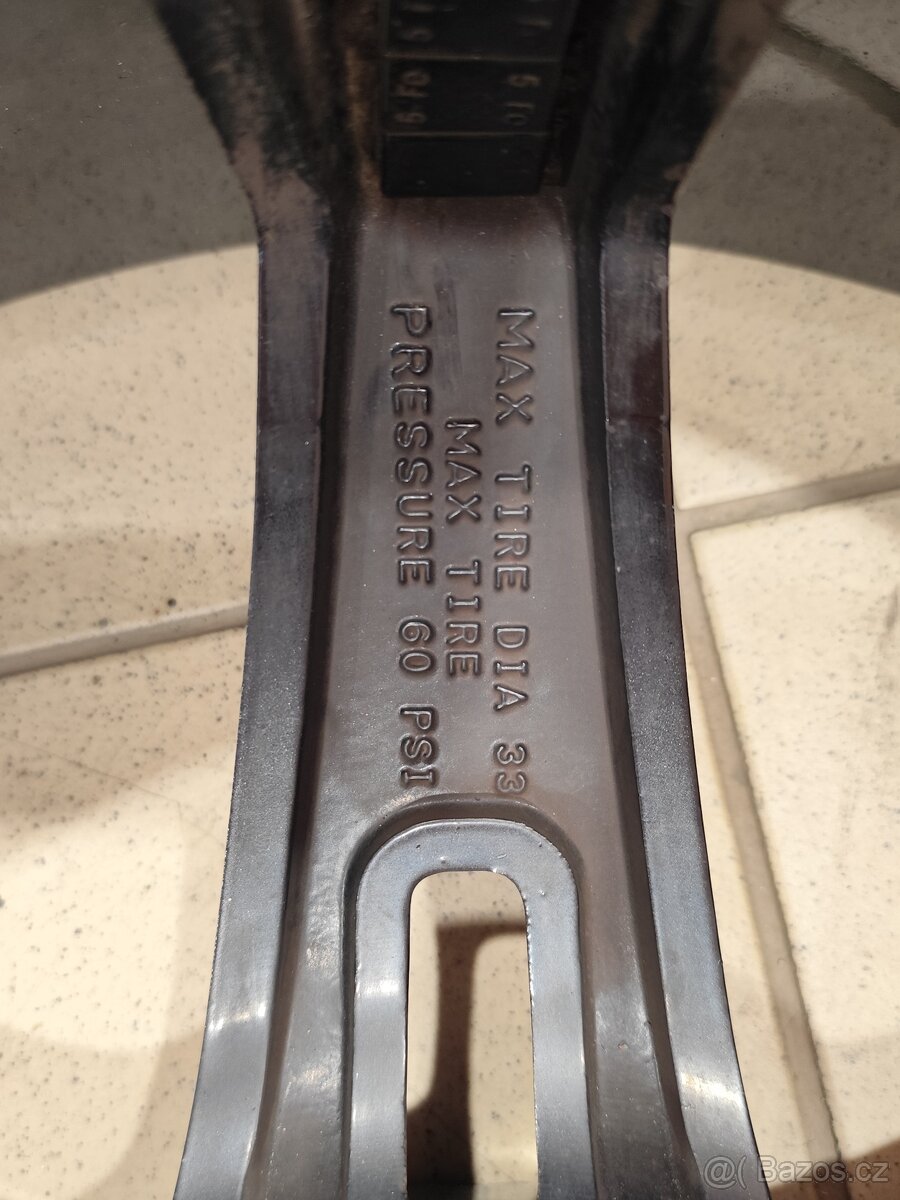 MAX TIRE DIA 33
MAX TIRE
PRESSURE 60 PSI
@( Bazos.cz